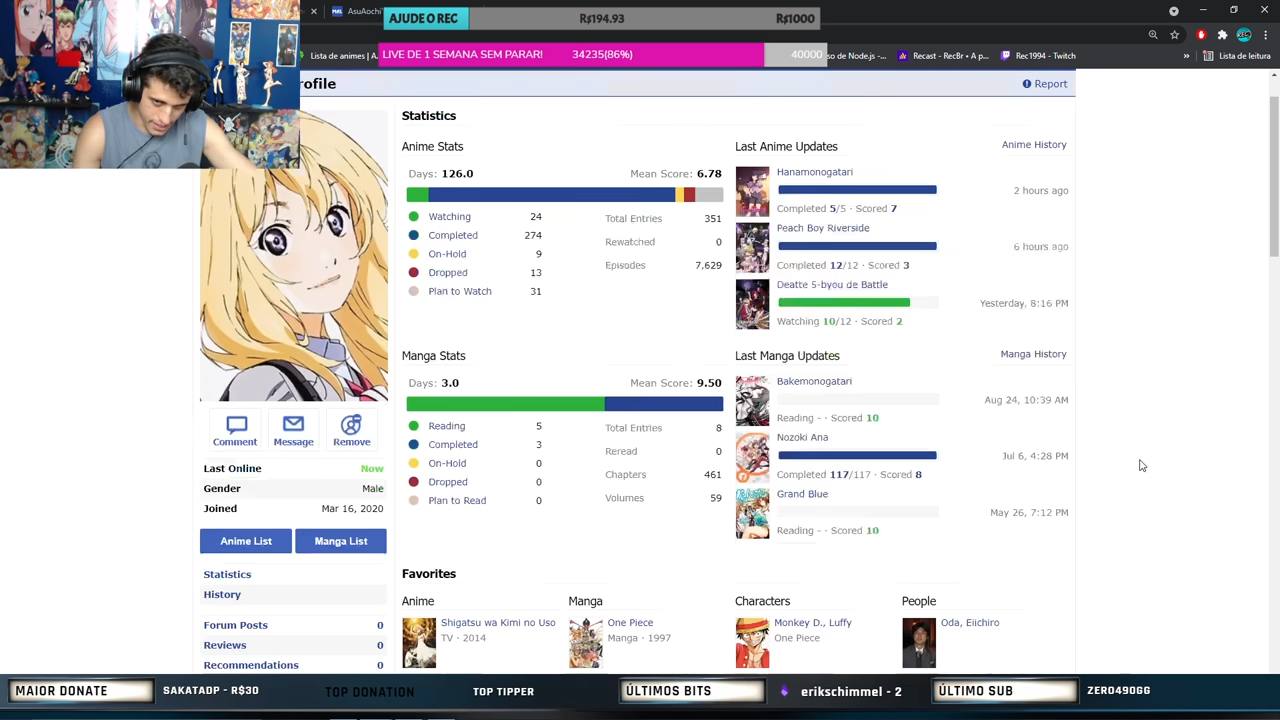 AsuAochi
AJUDE O REC
R$194.93
R$1000
Lista de animes | A
LIVE DE 1 SEMANA SEM PARAR!
34235(86%)
40000
so de Node.js -...
Recast - Rec8r • A...
Rec1994 - Twitch
»
Lista de leitura
rofile
Report
Statistics
Anime Stats
Days: 126.0
Mean Score: 6.78
Watching 24
Completed 274
On-Hold 9
Dropped 13
Plan to Watch 31
Total Entries 351
Rewatched 0
Episodes 7,629
Last Anime Updates
Anime History
Hanamonogatari
2 hours ago
Completed 5/5 · Scored 7
Peach Boy Riverside
6 hours ago
Completed 12/12 · Scored 3
Deatte 5-byou de Battle
Yesterday, 8:16 PM
Watching 10/12 · Scored 2
Manga Stats
Days: 3.0
Mean Score: 9.50
Reading 5
Completed 3
On-Hold 0
Dropped 0
Plan to Read 0
Total Entries 8
Reread 0
Chapters 461
Volumes 59
Last Manga Updates
Manga History
Bakemonogatari
Aug 24, 10:39 AM
Reading - · Scored 10
Nozoki Ana
Jul 6, 4:28 PM
Completed 117/117 · Scored 8
Grand Blue
May 26, 7:12 PM
Reading - · Scored 10
Comment
Message
Remove
Last Online Now
Gender Male
Joined Mar 16, 2020
Anime List
Manga List
Statistics
History
Forum Posts 0
Reviews 0
Recommendations 0
Favorites
Anime
Shigatsu wa Kimi no Uso
TV · 2014
Manga
One Piece
Manga · 1997
Characters
Monkey D., Luffy
One Piece
People
Oda, Eiichiro
MAIOR DONATE
SAKATADP - R$30
TOP DONATION
TOP TIPPER
ÚLTIMOS BITS
erikschimmel - 2
ÚLTIMO SUB
ZER0490GG